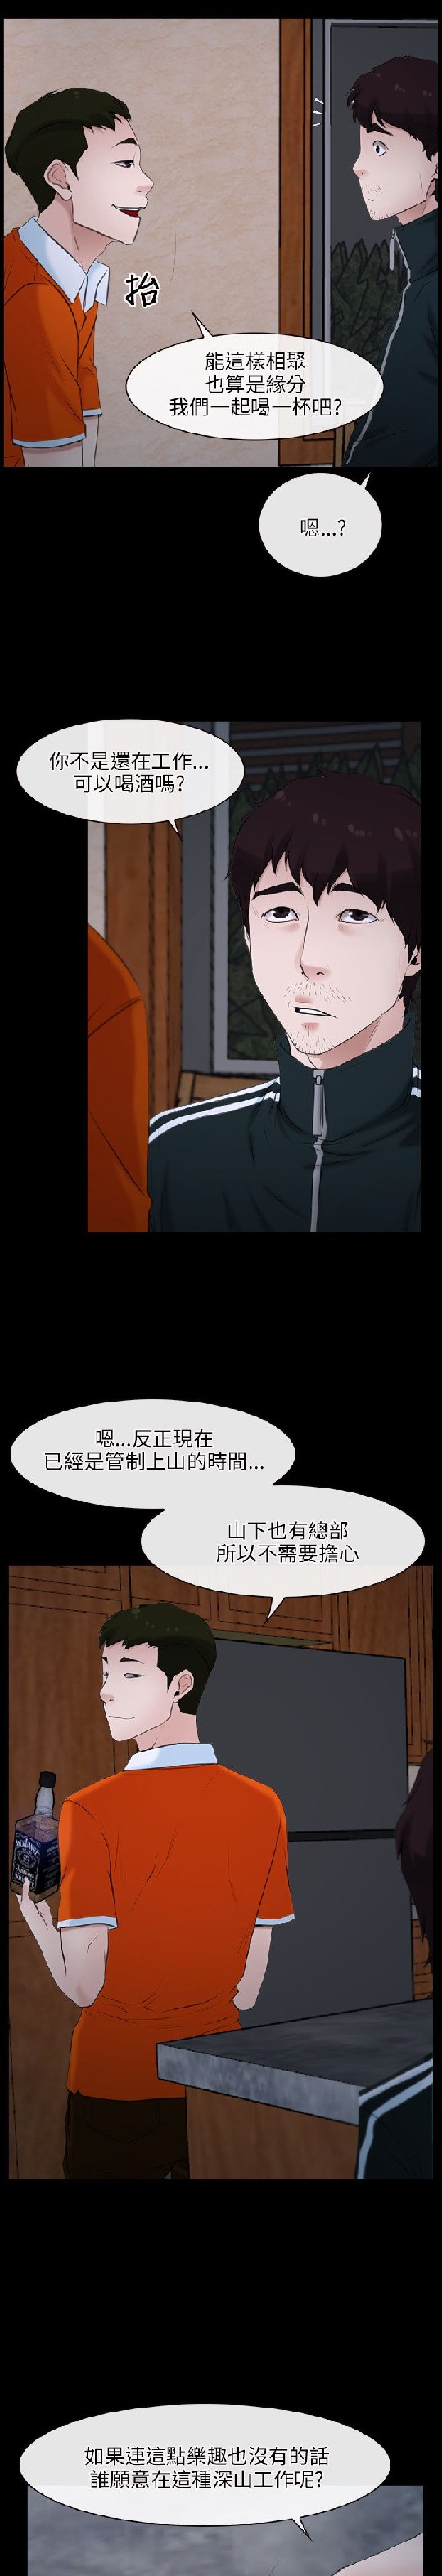 抬
能這樣相聚
也算是緣分
我們一起喝一杯吧?
嗯...?
你不是還在工作...
可以喝酒嗎?
嗯...反正現在
已經是管制上山的時間...
山下也有總部
所以不需要擔心
如果連這點樂趣也沒有的話
誰願意在這種深山工作呢?